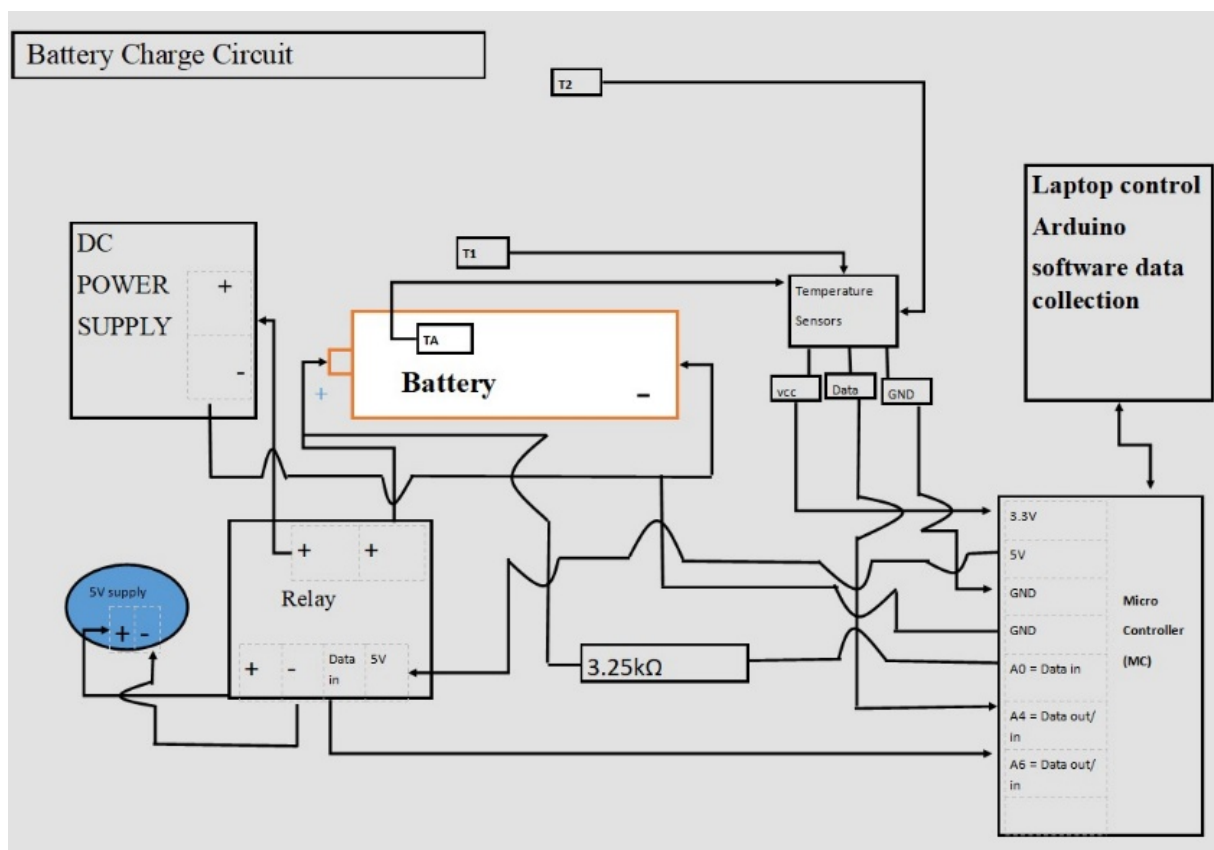 Battery Charge Circuit
T2
Laptop control
Arduino
software data
collection
DC
POWER
SUPPLY
+
-
T1
Temperature
Sensors
TA
Battery
+
-
vcc
Data
GND
3.3V
5V
GND
GND
A0 = Data in
A4 = Data out/
in
A6 = Data out/
in
Micro
Controller
(MC)
+
+
Relay
+
-
Data
in
5V
5V supply
+
-
3.25kΩ